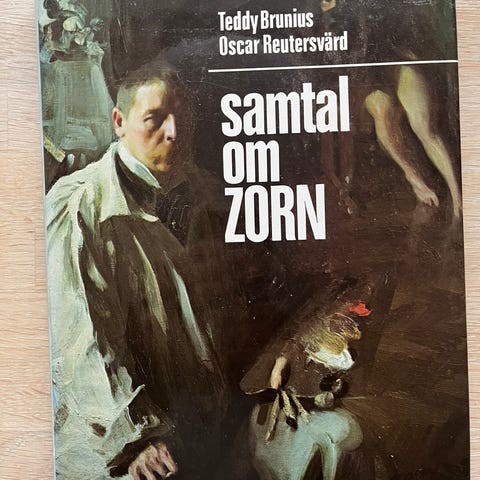 Teddy Brunius
Oscar Reutersvärd
samtal
om
ZORN